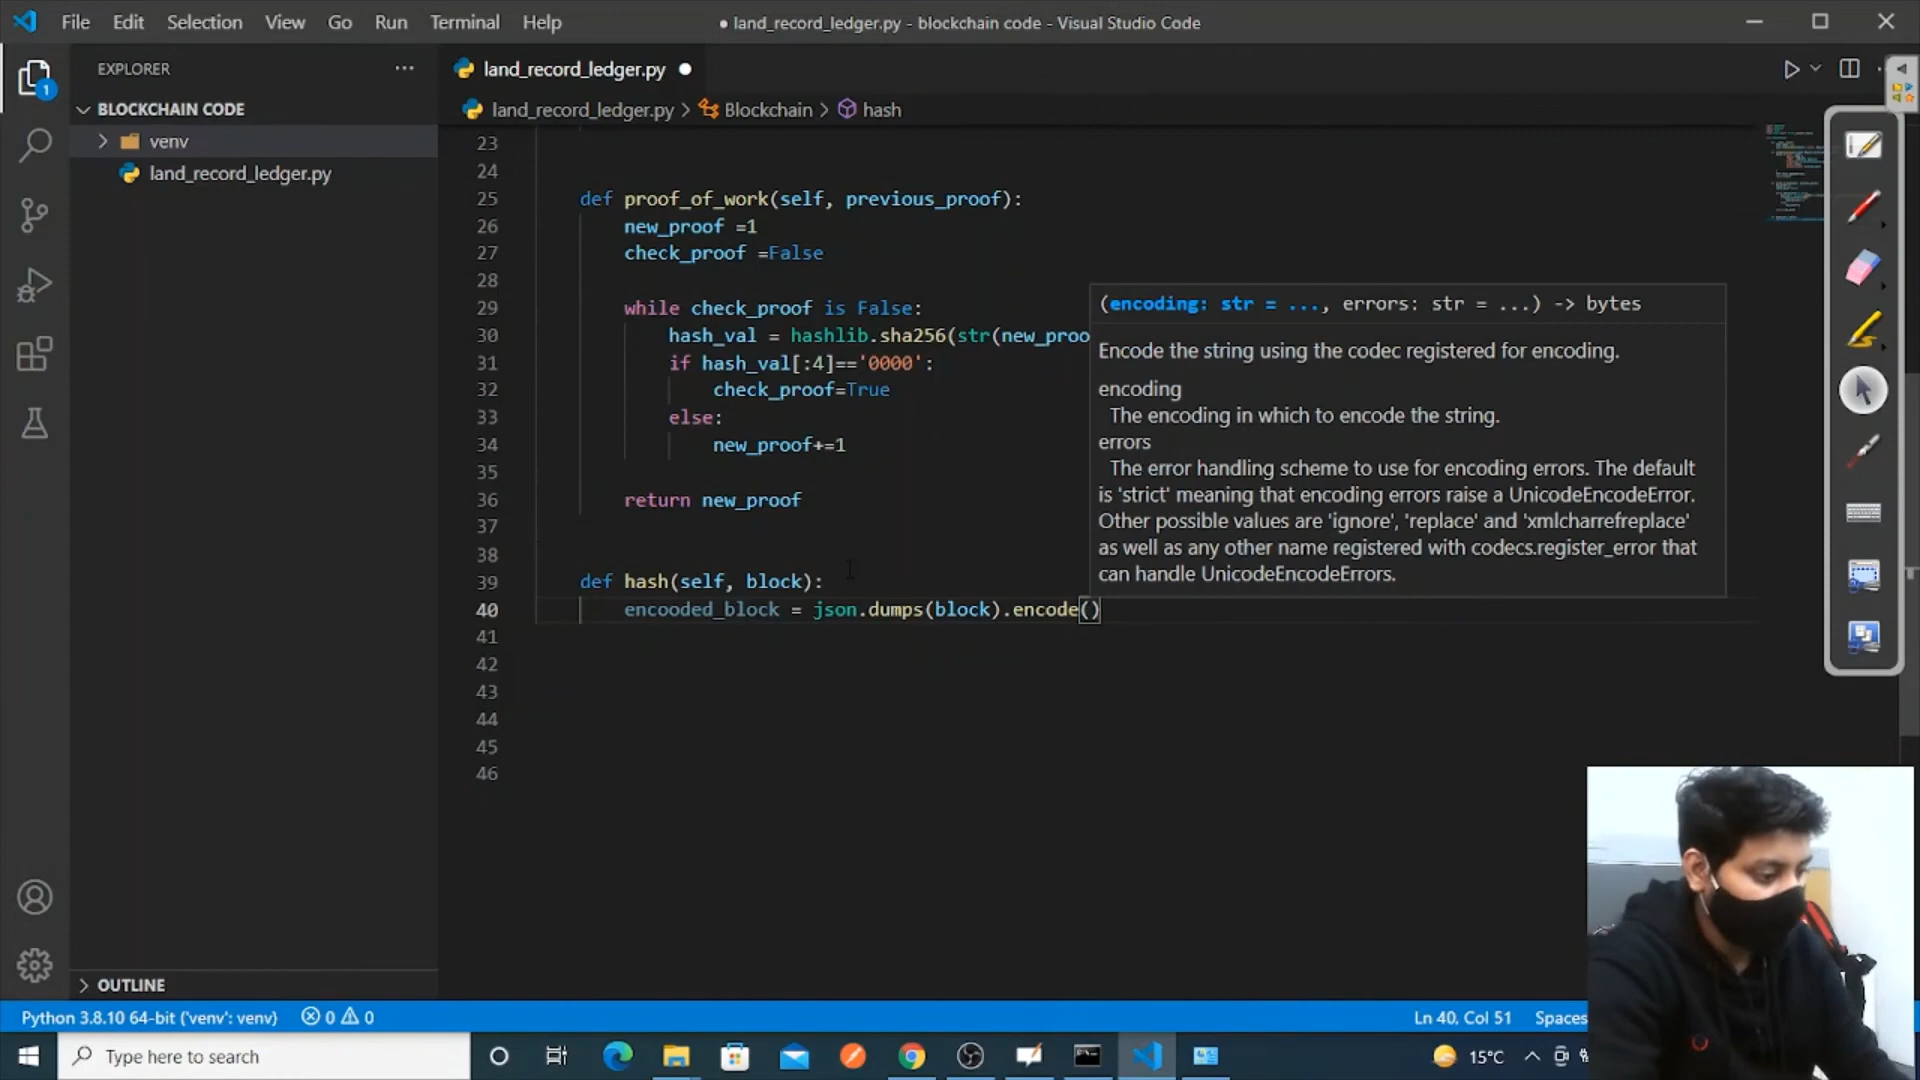 File Edit Selection View Go Run Terminal Help
● land_record_ledger.py - blockchain code - Visual Studio Code
EXPLORER
1
BLOCKCHAIN CODE
venv
land_record_ledger.py
OUTLINE
land_record_ledger.py
land_record_ledger.py > Blockchain > hash
23
24
25 def proof_of_work(self, previous_proof):
26 new_proof =1
27 check_proof =False
28
29 while check_proof is False:
30 hash_val = hashlib.sha256(str(new_proo
31 if hash_val[:4]=='0000':
32 check_proof=True
33 else:
34 new_proof+=1
35
36 return new_proof
37
38
39 def hash(self, block):
40 encooded_block = json.dumps(block).encode()
41
42
43
44
45
46
(encoding: str = ..., errors: str = ...) -> bytes
Encode the string using the codec registered for encoding.
encoding
The encoding in which to encode the string.
errors
The error handling scheme to use for encoding errors. The default
is 'strict' meaning that encoding errors raise a UnicodeEncodeError.
Other possible values are 'ignore', 'replace' and 'xmlcharrefreplace'
as well as any other name registered with codecs.register_error that
can handle UnicodeEncodeErrors.
Python 3.8.10 64-bit ('venv': venv) 0 0 Ln 40, Col 51 Spaces
Type here to search
15°C